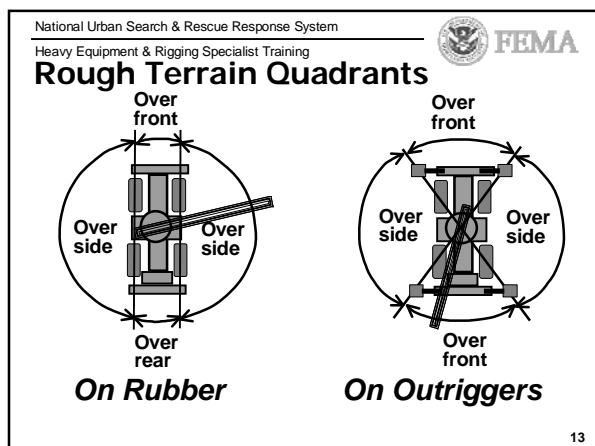 National Urban Search & Rescue Response System
Heavy Equipment & Rigging Specialist Training
FEMA
Rough Terrain Quadrants
Over
front
Over
side
Over
side
Over
rear
On Rubber
Over
front
Over
side
Over
side
Over
front
On Outriggers
13